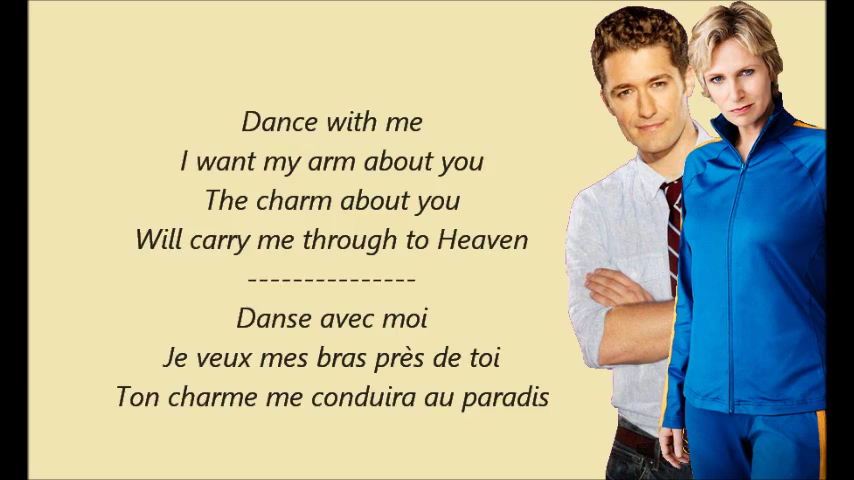 Dance with me
I want my arm about you
The charm about you
Will carry me through to Heaven
---------------
Danse avec moi
Je veux mes bras près de toi
Ton charme me conduira au paradis